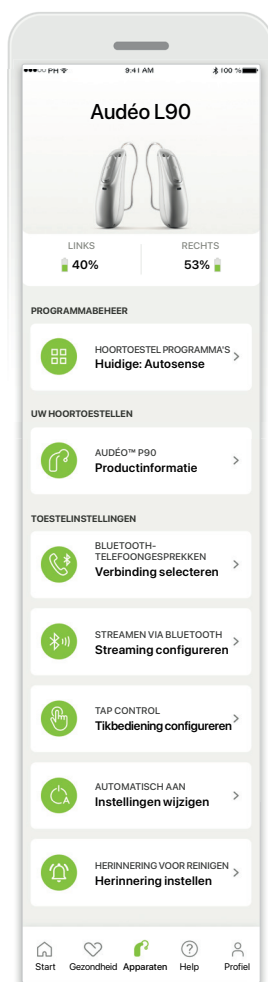 PH 9:41 AM 100 %
Audéo L90
LINKS RECHTS
40% 53%
PROGRAMMABEHEER
HOORTOESTEL PROGRAMMA'S
Huidige: Autosense
UW HOORTOESTELLEN
AUDÉO™ P90
Productinformatie
TOESTELINSTELLINGEN
BLUETOOTH-
TELEFOONGESPREKKEN
Verbinding selecteren
STREAMEN VIA BLUETOOTH
Streaming configureren
TAP CONTROL
Tikbediening configureren
AUTOMATISCH AAN
Instellingen wijzigen
HERINNERING VOOR REINIGEN
Herinnering instellen
Start Gezondheid Apparaten Help Profiel